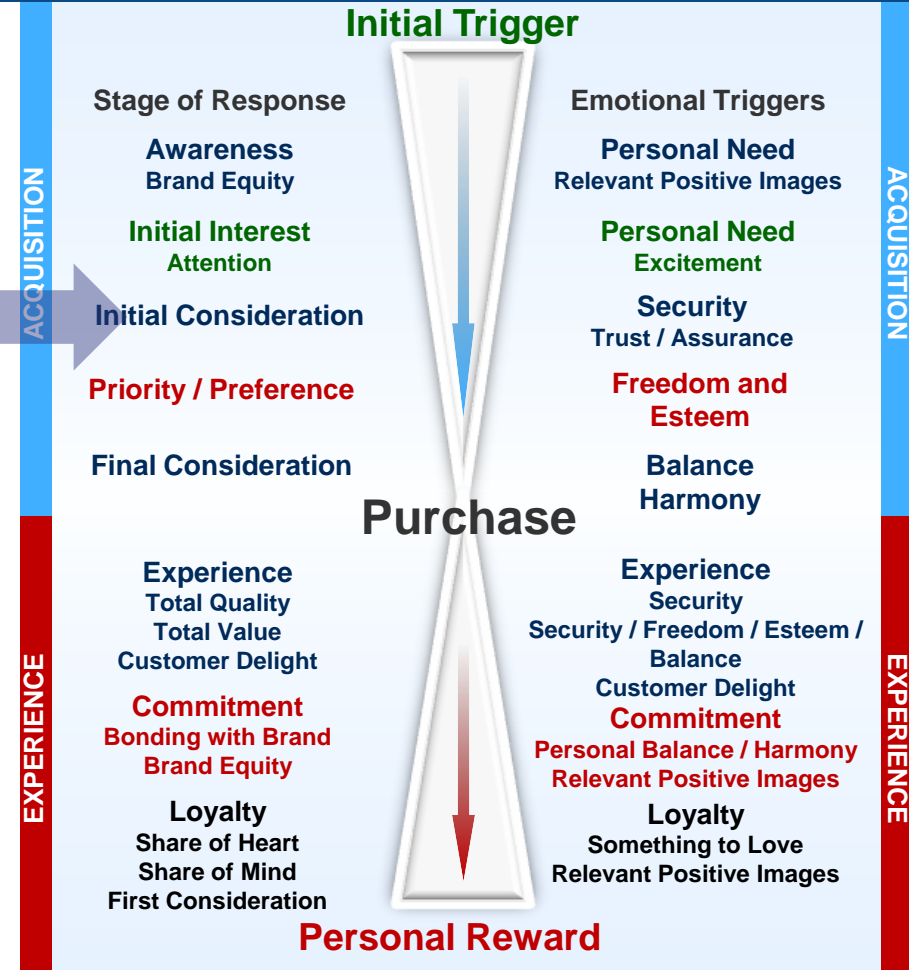 Initial Trigger
Stage of Response
Emotional Triggers
ACQUISITION
ACQUISITION
Awareness
Brand Equity
Personal Need
Relevant Positive Images
Initial Interest
Attention
Personal Need
Excitement
Initial Consideration
Security
Trust / Assurance
Priority / Preference
Freedom and
Esteem
Final Consideration
Balance
Harmony
Purchase
EXPERIENCE
EXPERIENCE
Experience
Total Quality
Total Value
Customer Delight
Experience
Security
Security / Freedom / Esteem /
Balance
Customer Delight
Commitment
Bonding with Brand
Brand Equity
Commitment
Personal Balance / Harmony
Relevant Positive Images
Loyalty
Share of Heart
Share of Mind
First Consideration
Loyalty
Something to Love
Relevant Positive Images
Personal Reward